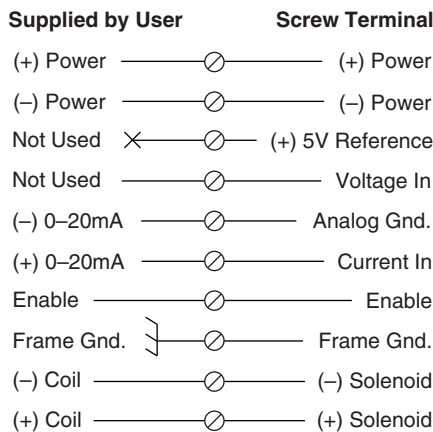 Supplied by User Screw Terminal
(+) Power (+) Power
(–) Power (–) Power
Not Used (+) 5V Reference
Not Used Voltage In
(–) 0–20mA Analog Gnd.
(+) 0–20mA Current In
Enable Enable
Frame Gnd. Frame Gnd.
(–) Coil (–) Solenoid
(+) Coil (+) Solenoid